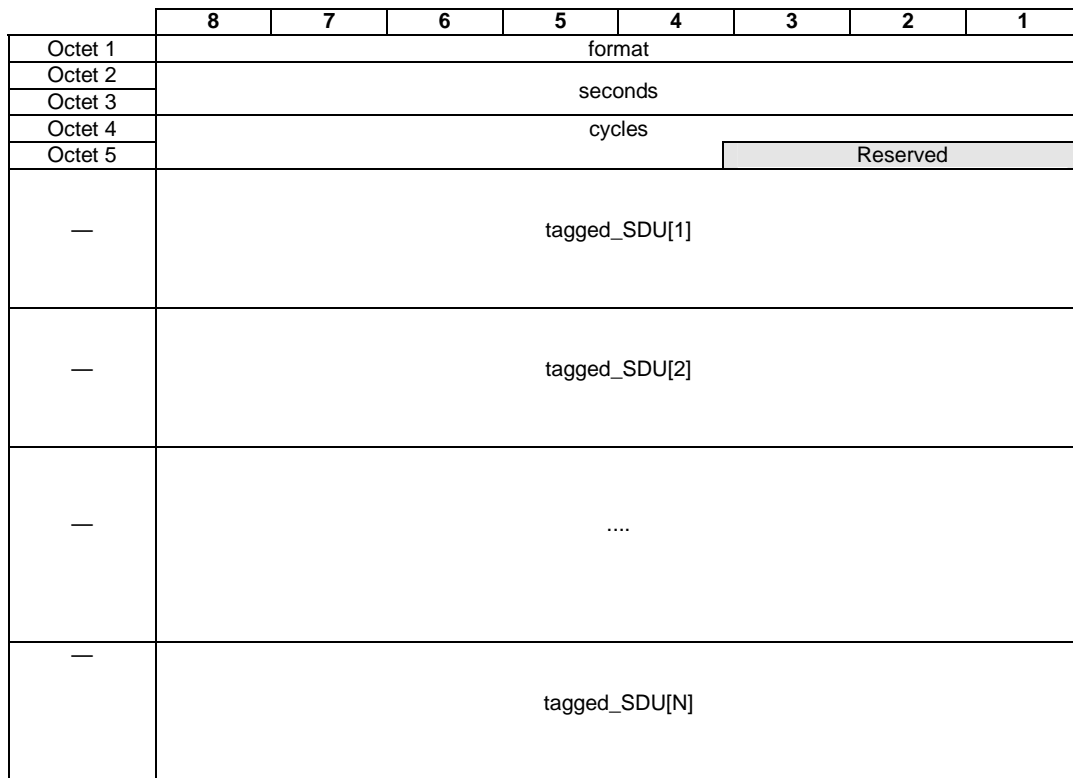 8 7 6 5 4 3 2 1
Octet 1 format
Octet 2
seconds
Octet 3
Octet 4 cycles
Octet 5 Reserved
— tagged_SDU[1]
— tagged_SDU[2]
— ....
—
tagged_SDU[N]